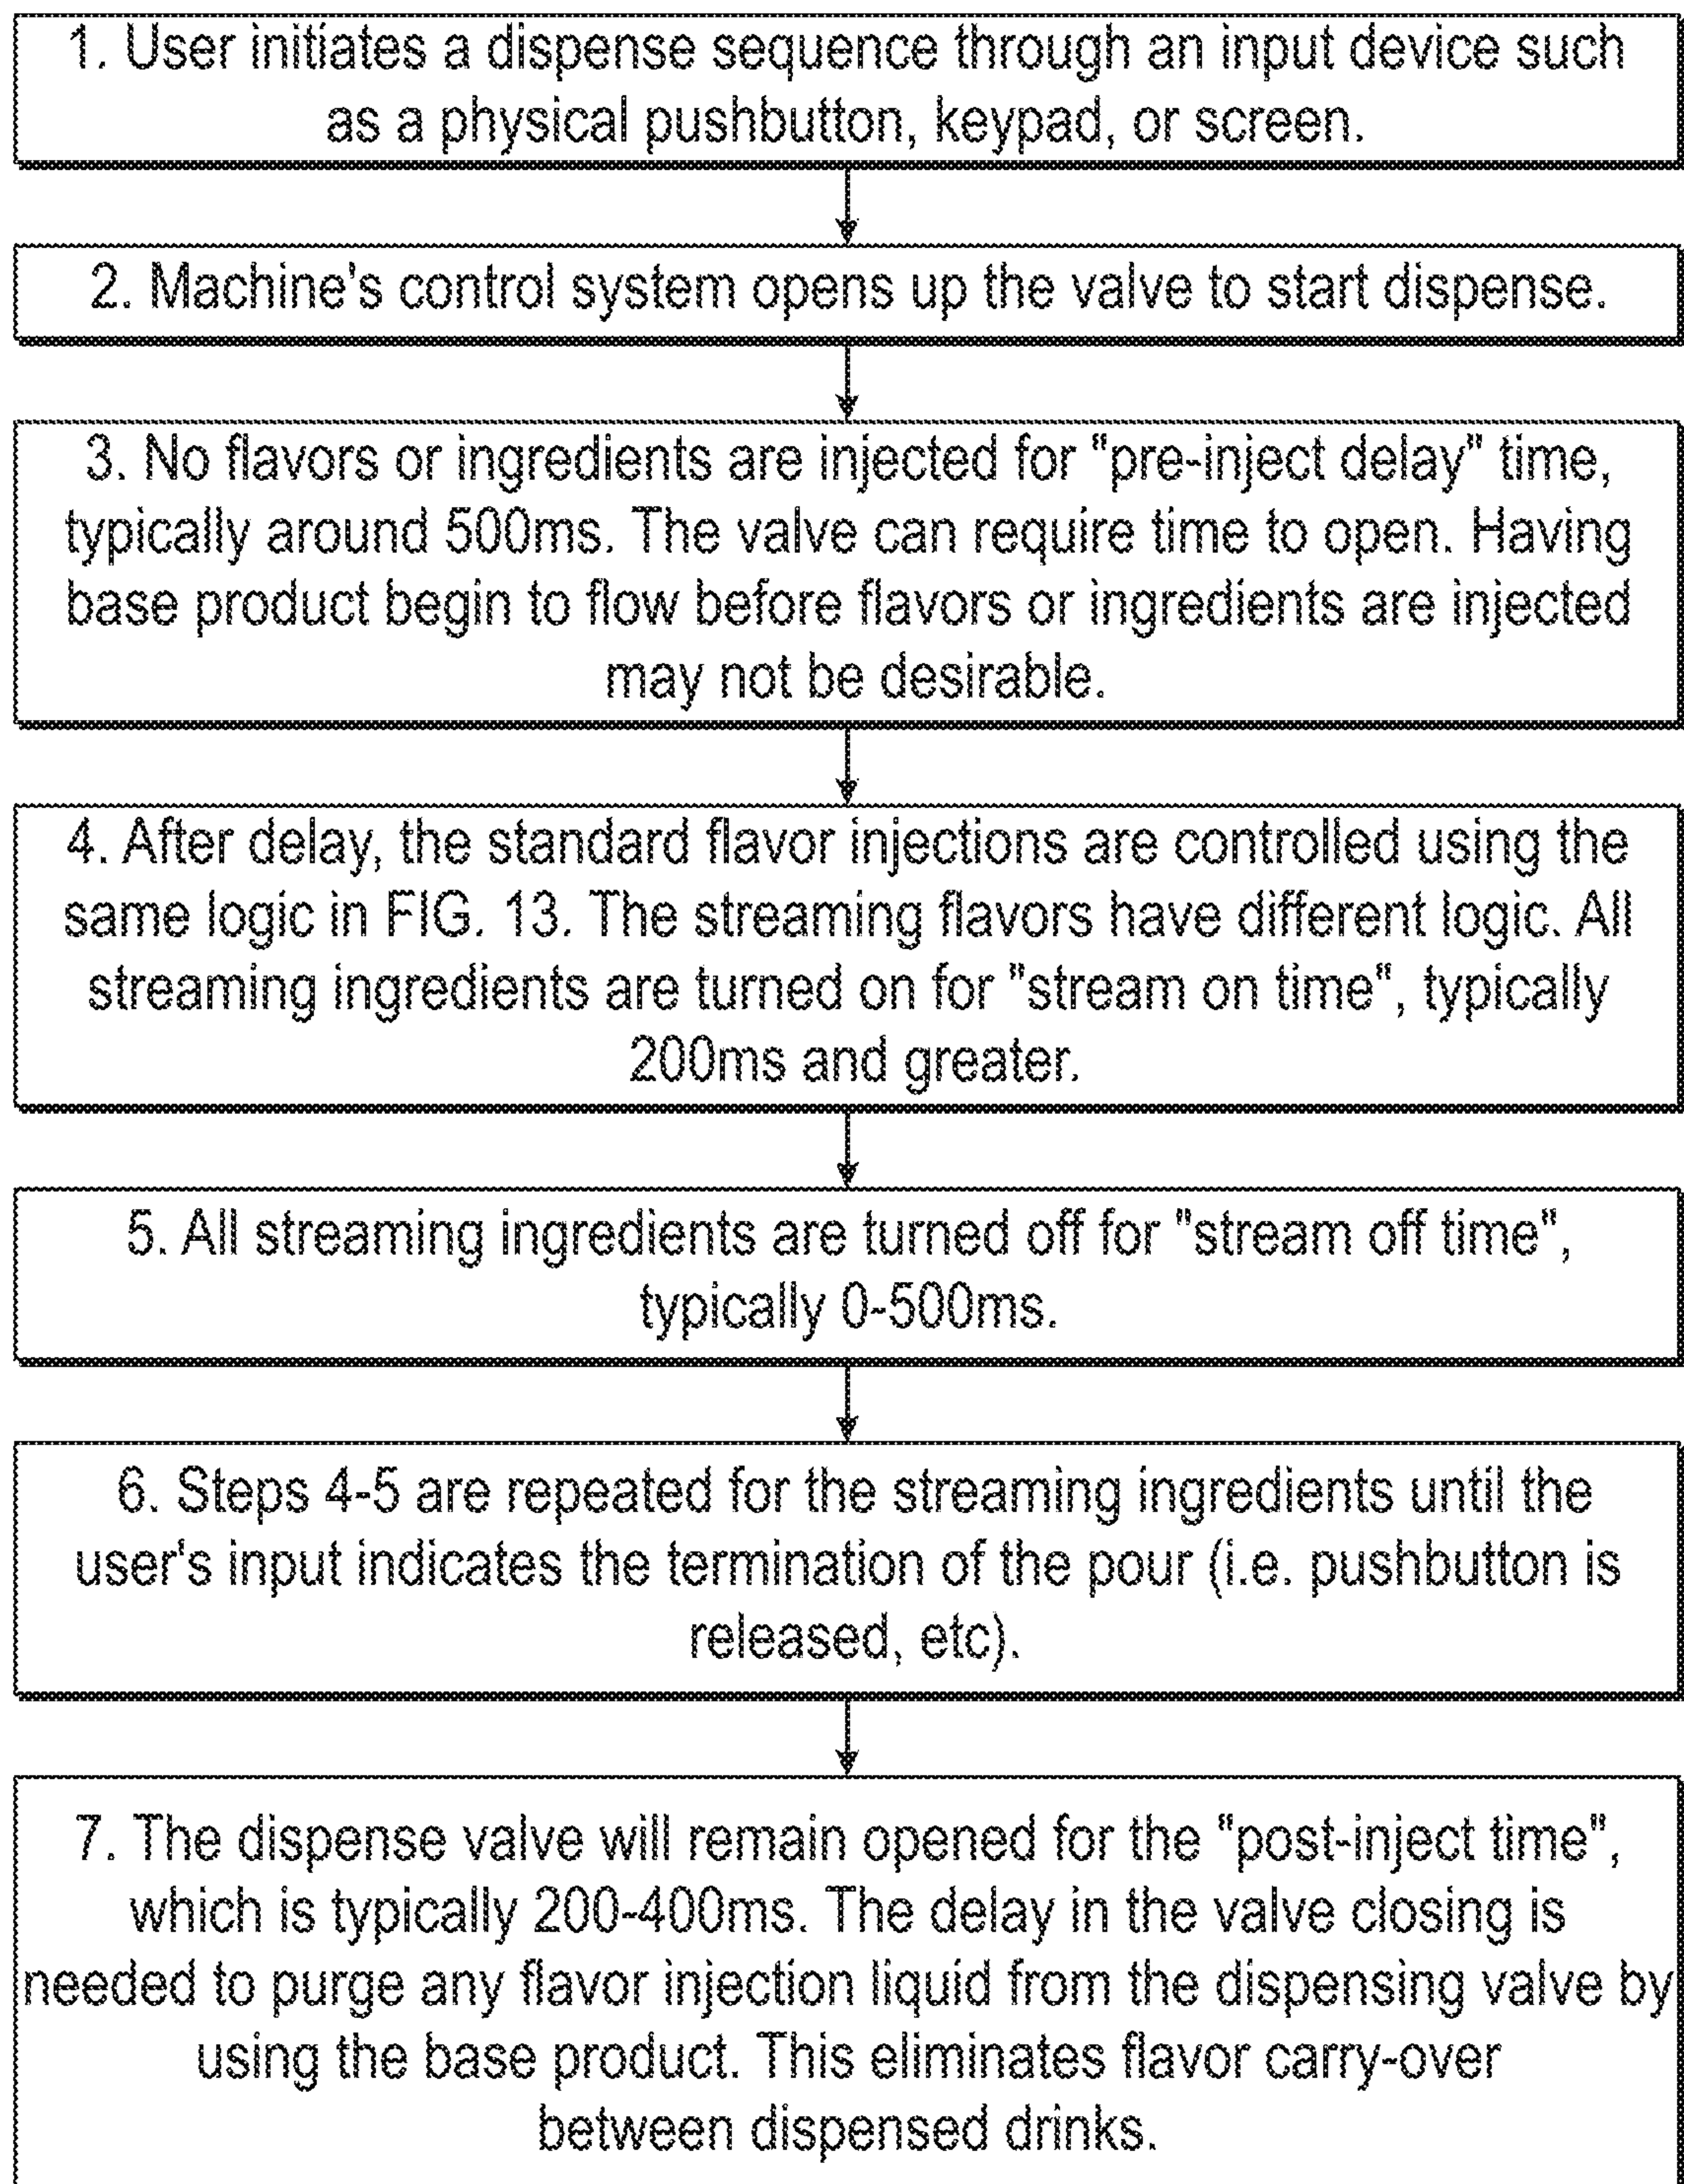 1. User initiates a dispense sequence through an input device such
as a physical pushbutton, keypad, or screen.
2. Machine's control system opens up the valve to start dispense.
3. No flavors or ingredients are injected for "pre-inject delay" time,
typically around 500ms. The valve can require time to open. Having
base product begin to flow before flavors or ingredients are injected
may not be desirable.
4. After delay, the standard flavor injections are controlled using the
same logic in FIG. 13. The streaming flavors have different logic. All
streaming ingredients are turned on for "stream on time", typically
200ms and greater.
5. All streaming ingredients are turned off for "stream off time",
typically 0-500ms.
6. Steps 4-5 are repeated for the streaming ingredients until the
user's input indicates the termination of the pour (i.e. pushbutton is
released, etc).
7. The dispense valve will remain opened for the "post-inject time",
which is typically 200-400ms. The delay in the valve closing is
needed to purge any flavor injection liquid from the dispensing valve by
using the base product. This eliminates flavor carry-over
between dispensed drinks.